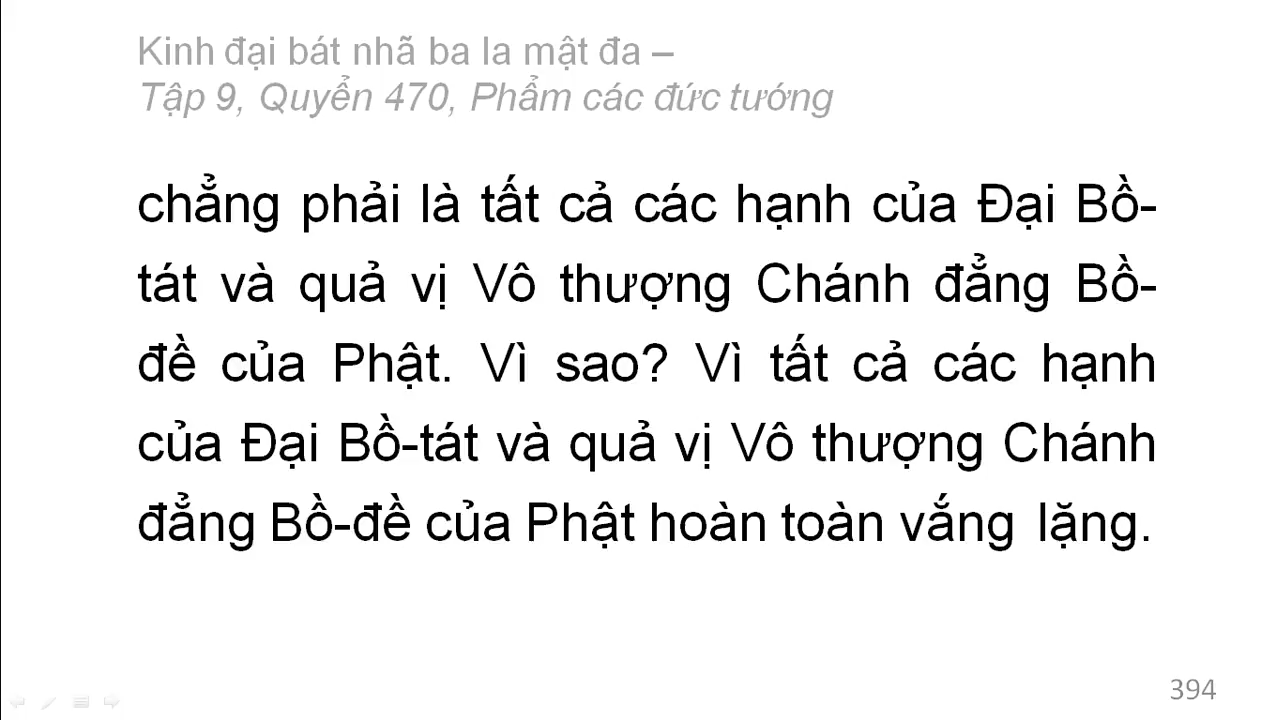 Kinh đại bát nhã ba la mật đa –
Tập 9, Quyển 470, Phẩm các đức tướng
chẳng phải là tất cả các hạnh của Đại Bồ-
tát và quả vị Vô thượng Chánh đẳng Bồ-
đề của Phật. Vì sao? Vì tất cả các hạnh
của Đại Bồ-tát và quả vị Vô thượng Chánh
đẳng Bồ-đề của Phật hoàn toàn vắng lặng.
394